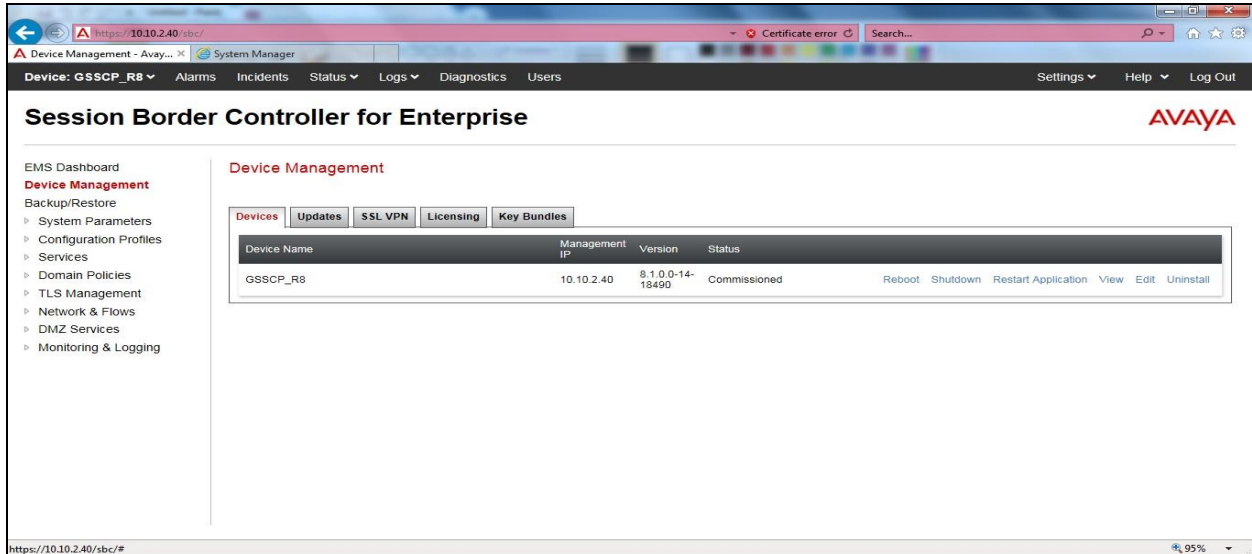 https://10.10.2.40/sbc/
Certificate error
Search...
Device Management - Avay...
System Manager
Device: GSSCP_R8
Alarms
Incidents
Status
Logs
Diagnostics
Users
Settings
Help
Log Out
Session Border Controller for Enterprise
AVAYA
EMS Dashboard
Device Management
Backup/Restore
System Parameters
Configuration Profiles
Services
Domain Policies
TLS Management
Network & Flows
DMZ Services
Monitoring & Logging
Device Management
Devices
Updates
SSL VPN
Licensing
Key Bundles
Device Name
Management IP
Version
Status
GSSCP_R8
10.10.2.40
8.1.0.0-14-
18490
Commissioned
Reboot
Shutdown
Restart Application
View
Edit
Uninstall
https://10.10.2.40/sbc/#
95%